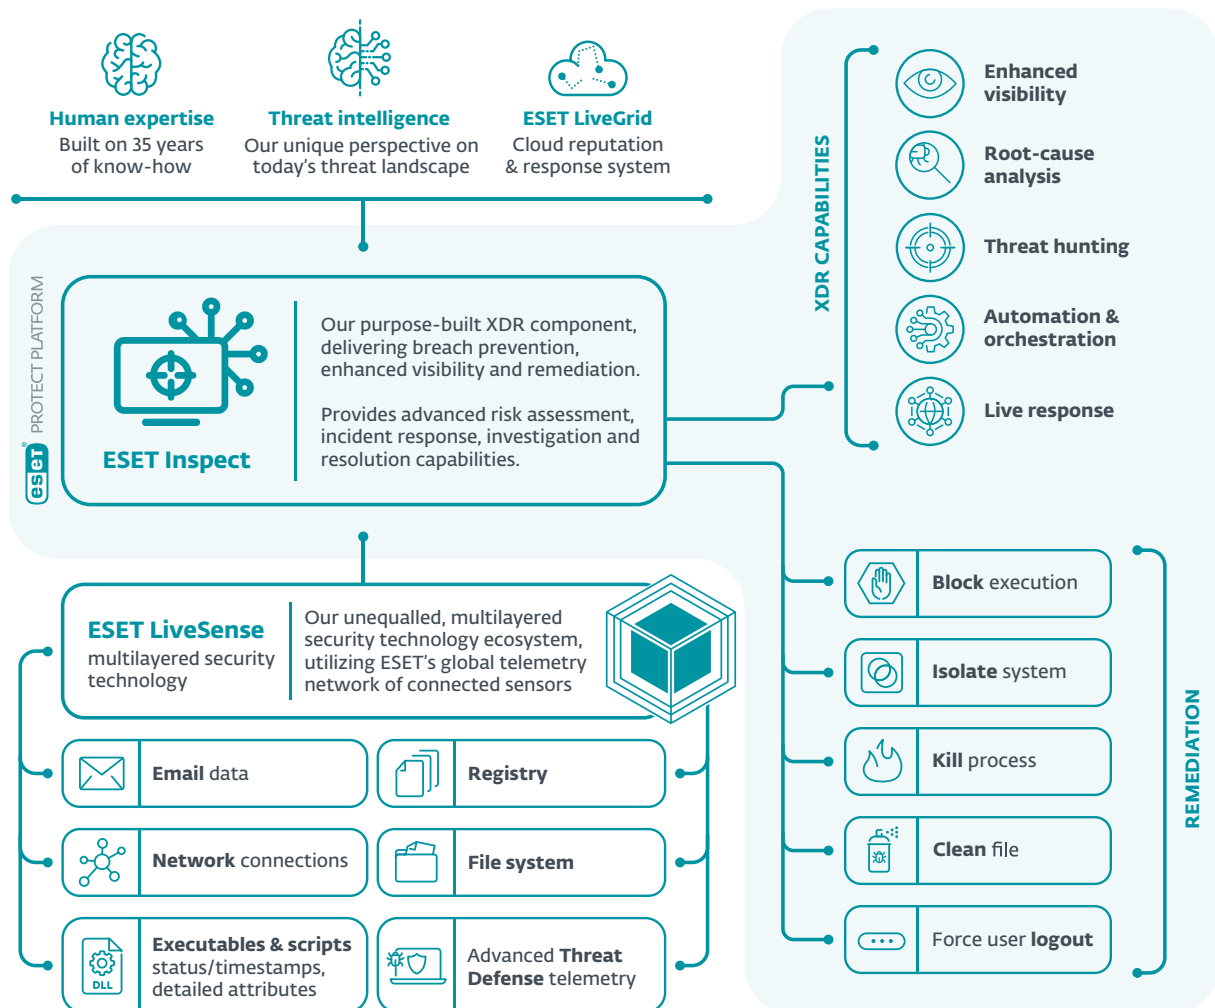 Human expertise
Built on 35 years
of know-how
Threat intelligence
Our unique perspective on
today's threat landscape
ESET LiveGrid
Cloud reputation
& response system
eseT® PROTECT PLATFORM
ESET Inspect
Our purpose-built XDR component,
delivering breach prevention,
enhanced visibility and remediation.
Provides advanced risk assessment,
incident response, investigation and
resolution capabilities.
XDR CAPABILITIES
Enhanced
visibility
Root-cause
analysis
Threat hunting
Automation &
orchestration
Live response
ESET LiveSense
multilayered security
technology
Our unequalled, multilayered
security technology ecosystem,
utilizing ESET's global telemetry
network of connected sensors
Email data
Registry
Network connections
File system
DLL
Executables & scripts
status/timestamps,
detailed attributes
Advanced Threat
Defense telemetry
Block execution
Isolate system
Kill process
Clean file
Force user logout
REMEDIATION